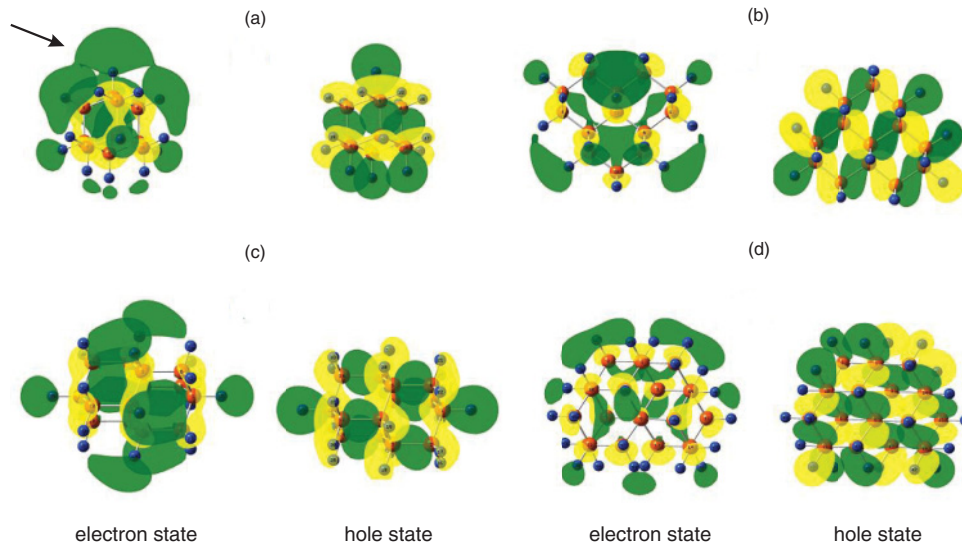 (a)
(b)
(c)
(d)
electron state
hole state
electron state
hole state